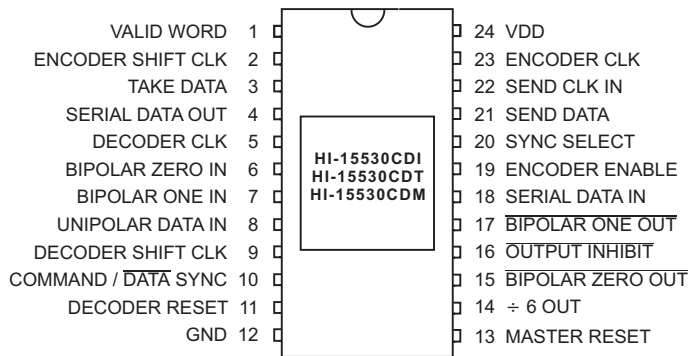 VALID WORD 1
ENCODER SHIFT CLK 2
TAKE DATA 3
SERIAL DATA OUT 4
DECODER CLK 5
BIPOLAR ZERO IN 6
BIPOLAR ONE IN 7
UNIPOLAR DATA IN 8
DECODER SHIFT CLK 9
COMMAND / DATA SYNC 10
DECODER RESET 11
GND 12
HI-15530CDI
HI-15530CDT
HI-15530CDM
24 VDD
23 ENCODER CLK
22 SEND CLK IN
21 SEND DATA
20 SYNC SELECT
19 ENCODER ENABLE
18 SERIAL DATA IN
17 BIPOLAR ONE OUT
16 OUTPUT INHIBIT
15 BIPOLAR ZERO OUT
14 ÷ 6 OUT
13 MASTER RESET